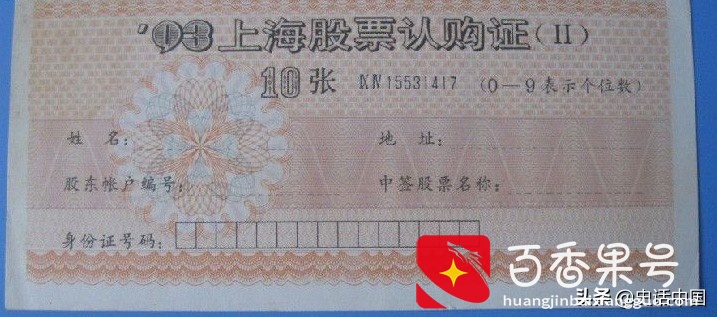 '93上海股票认购证(II)
10张 15531417 (0—9表示个位数)
姓名： 地址：
股东帐户编号： 中签股票名称：
身份证号码：
百香果号
huangjinbaixiangguo.com
头条 @史话中国